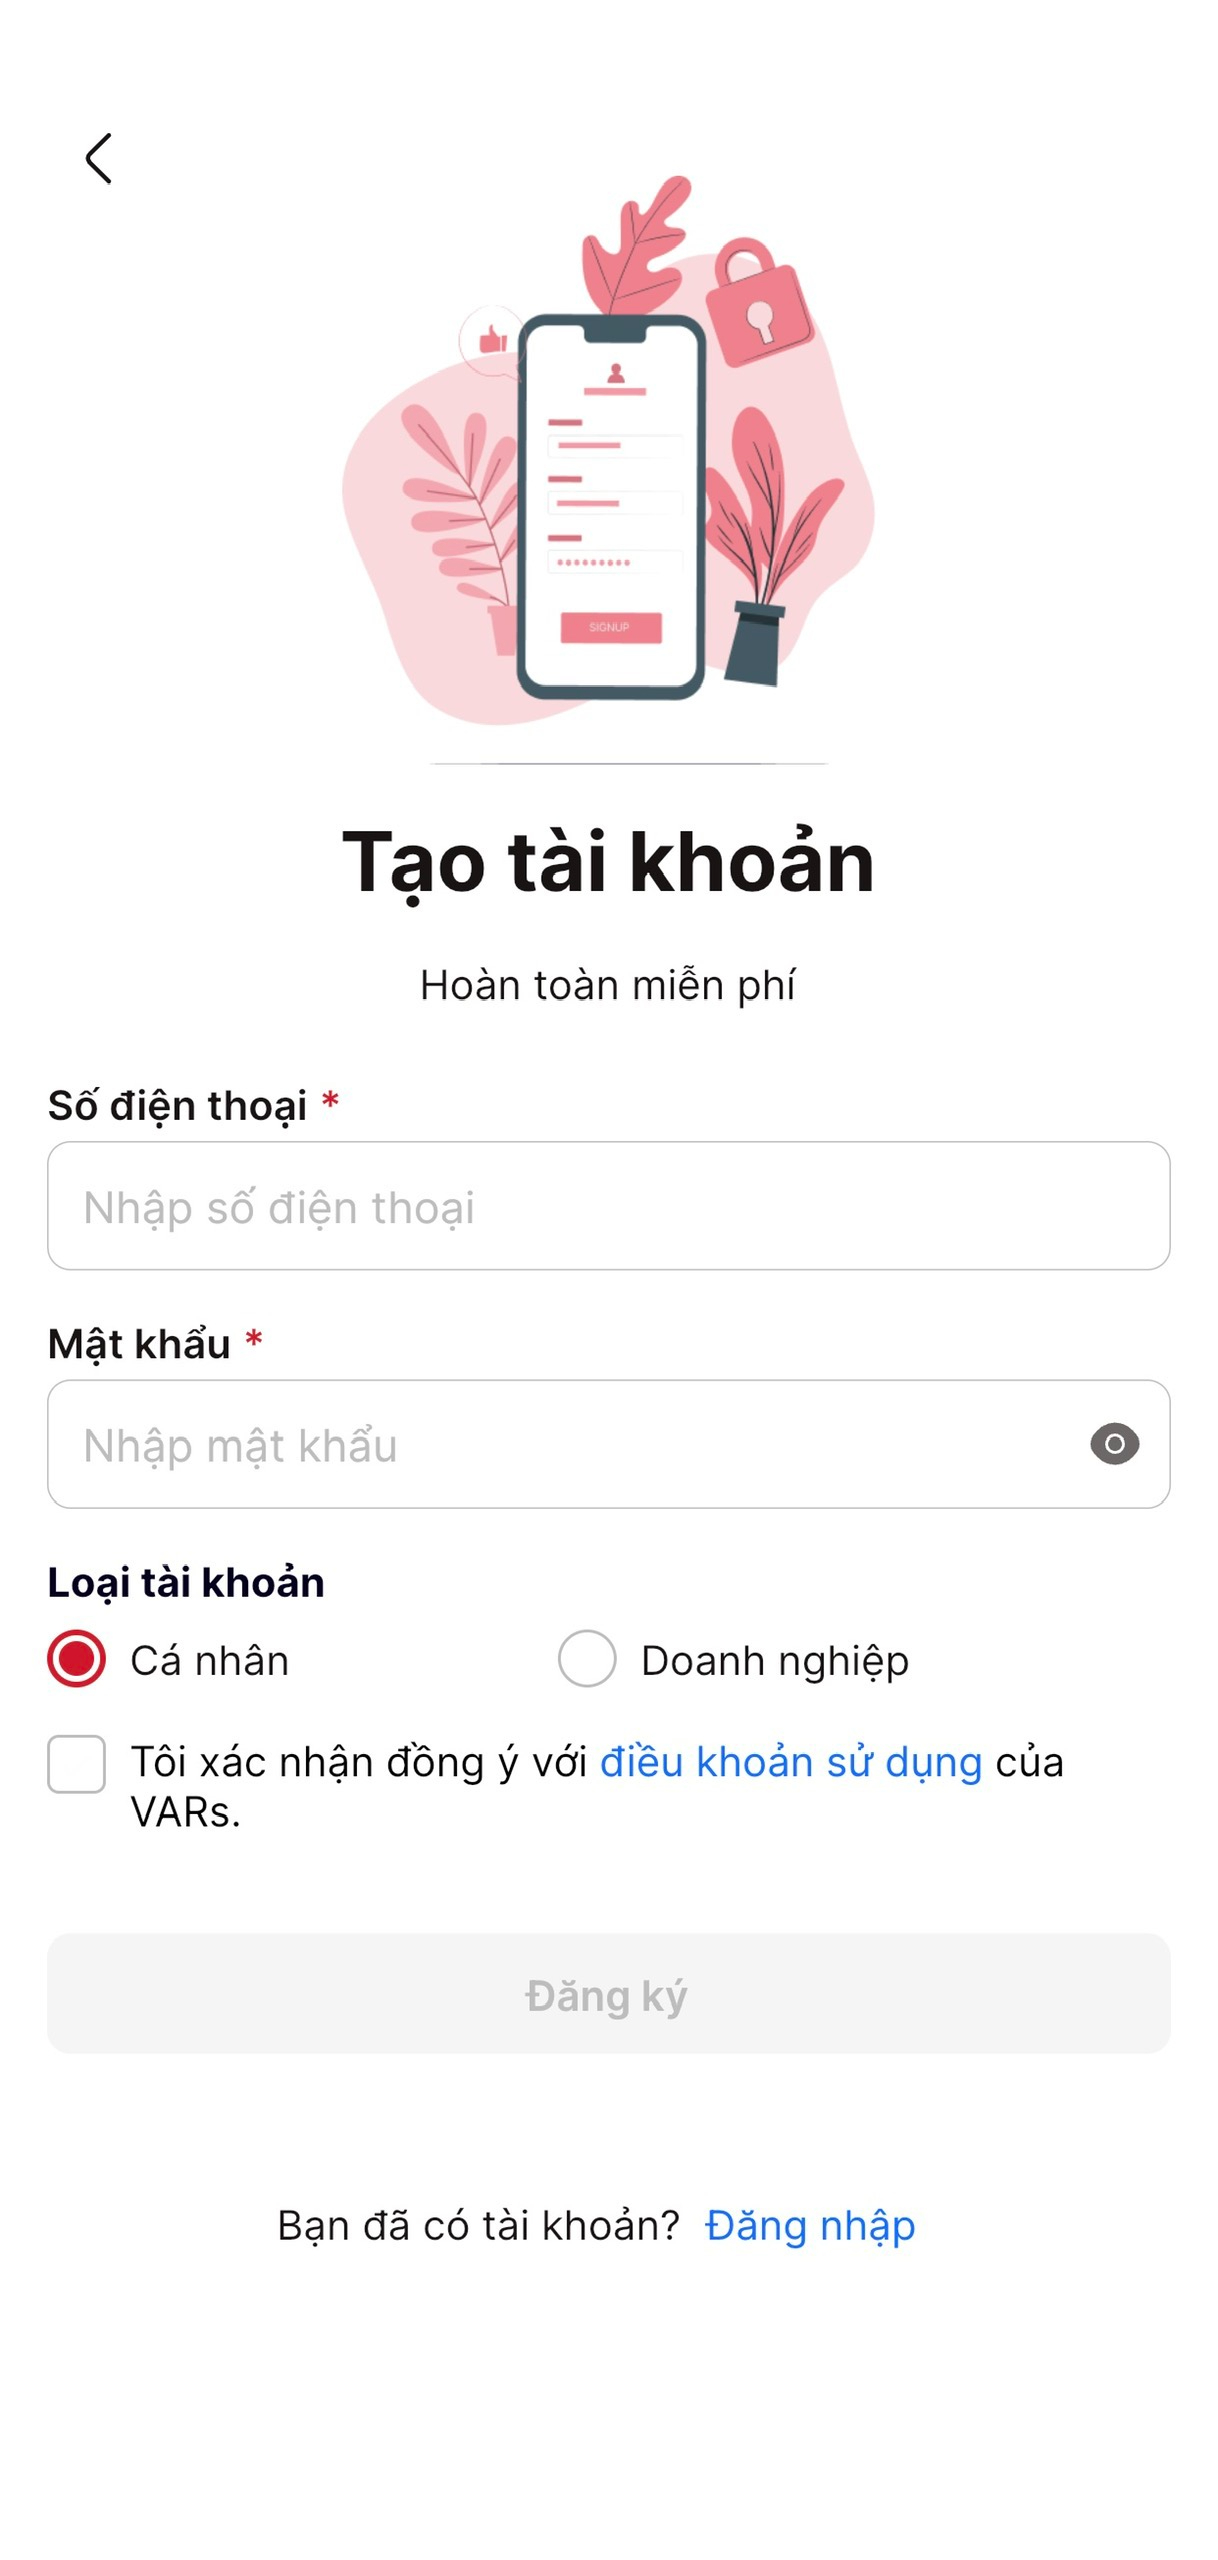 SIGNUP
Tạo tài khoản
Hoàn toàn miễn phí
Số điện thoại *
Nhập số điện thoại
Mật khẩu *
Nhập mật khẩu
Loại tài khoản
Cá nhân
Doanh nghiệp
Tôi xác nhận đồng ý với điều khoản sử dụng của
VARs.
Đăng ký
Bạn đã có tài khoản? Đăng nhập